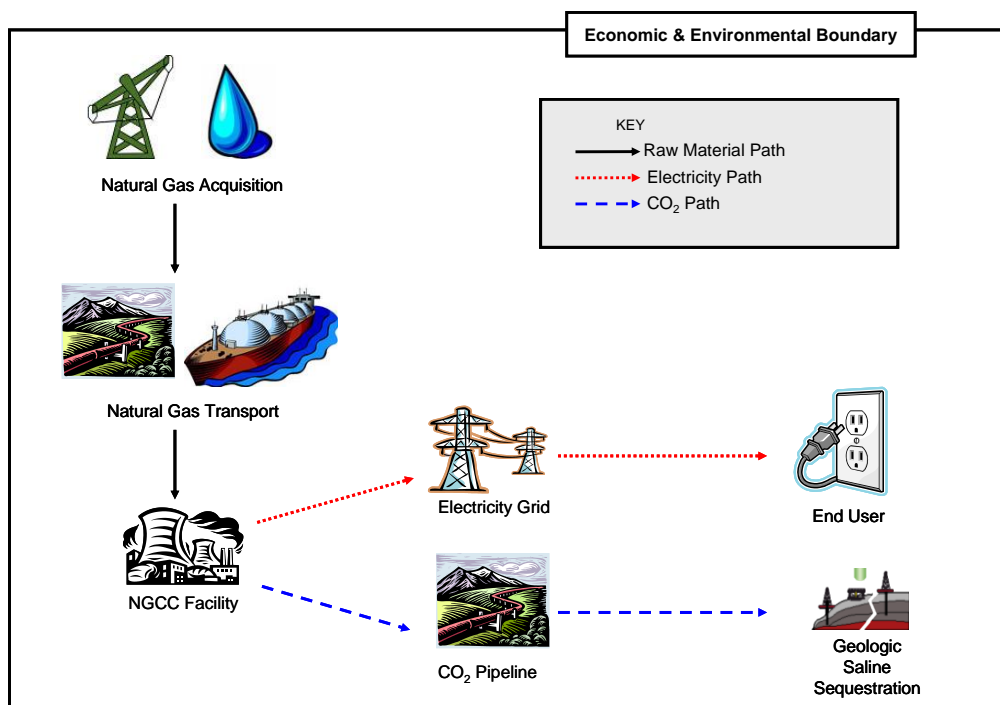 Economic & Environmental Boundary
KEY
Raw Material Path
Electricity Path
CO₂ Path
Natural Gas Acquisition
Natural Gas Transport
Electricity Grid
End User
NGCC Facility
CO₂ Pipeline
Geologic
Saline
Sequestration